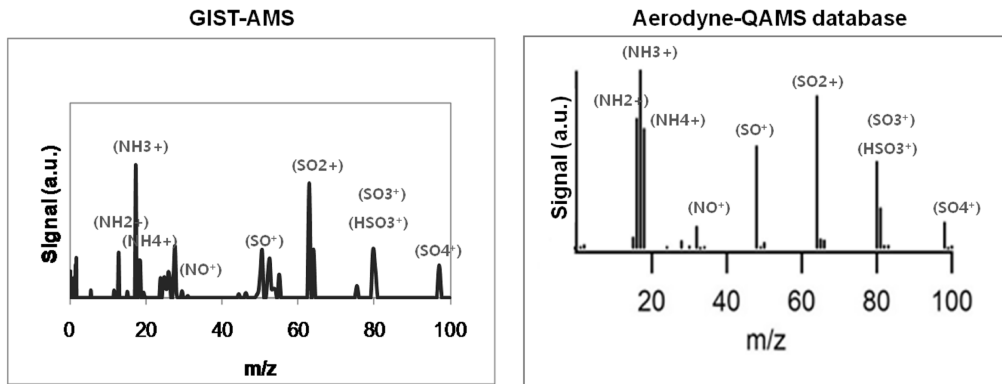 GIST-AMS
Signal (a.u.)
(NH3+)
(NH2+)
(NH4+)
(NO⁺)
(SO⁺)
(SO2+)
(SO3⁺)
(HSO3⁺)
(SO4⁺)
0 20 40 60 80 100
m/z
Aerodyne-QAMS database
Signal (a.u.)
(NH3+)
(NH2+)
(NH4+)
(NO⁺)
(SO⁺)
(SO2+)
(SO3⁺)
(HSO3⁺)
(SO4⁺)
20 40 60 80 100
m/z